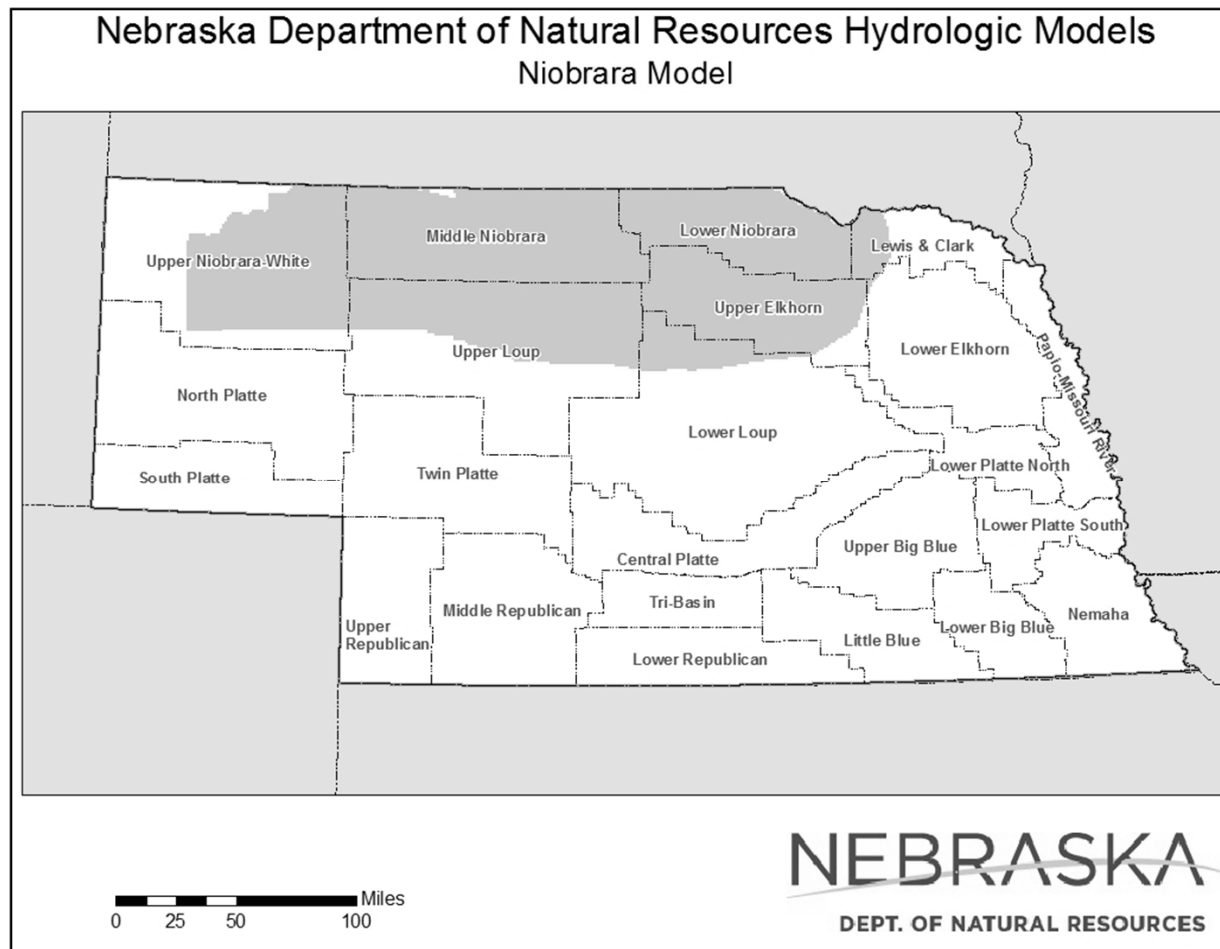 Nebraska Department of Natural Resources Hydrologic Models
Niobrara Model
Middle Niobrara
Lower Niobrara
Lewis & Clark
Upper Niobrara-White
Upper Elkhorn
Upper Loup
Lower Elkhorn
Papio-Missouri River
North Platte
Lower Loup
South Platte
Twin Platte
Lower Platte North
Lower Platte South
Upper Big Blue
Central Platte
Tri-Basin
Middle Republican
Nemaha
Upper
Republican
Little Blue
Lower Big Blue
Lower Republican
Miles
0 25 50 100
NEBRASKA
DEPT. OF NATURAL RESOURCES